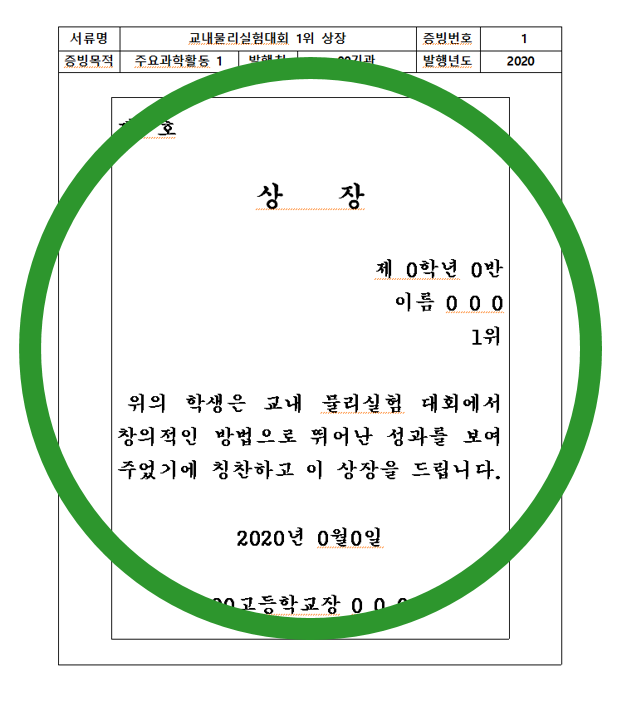 서류명 교내물리실험대회 1위 상장 증빙번호 1
증빙목적 주요과학활동 1 발행처 00기관 발행년도 2020
호
상 장
제 0학년 0반
이름 0 0 0
1위
위의 학생은 교내 물리실험 대회에서
창의적인 방법으로 뛰어난 성과를 보여
주었기에 칭찬하고 이 상장을 드립니다.
2020년 0월0일
00고등학교장 0 0 0